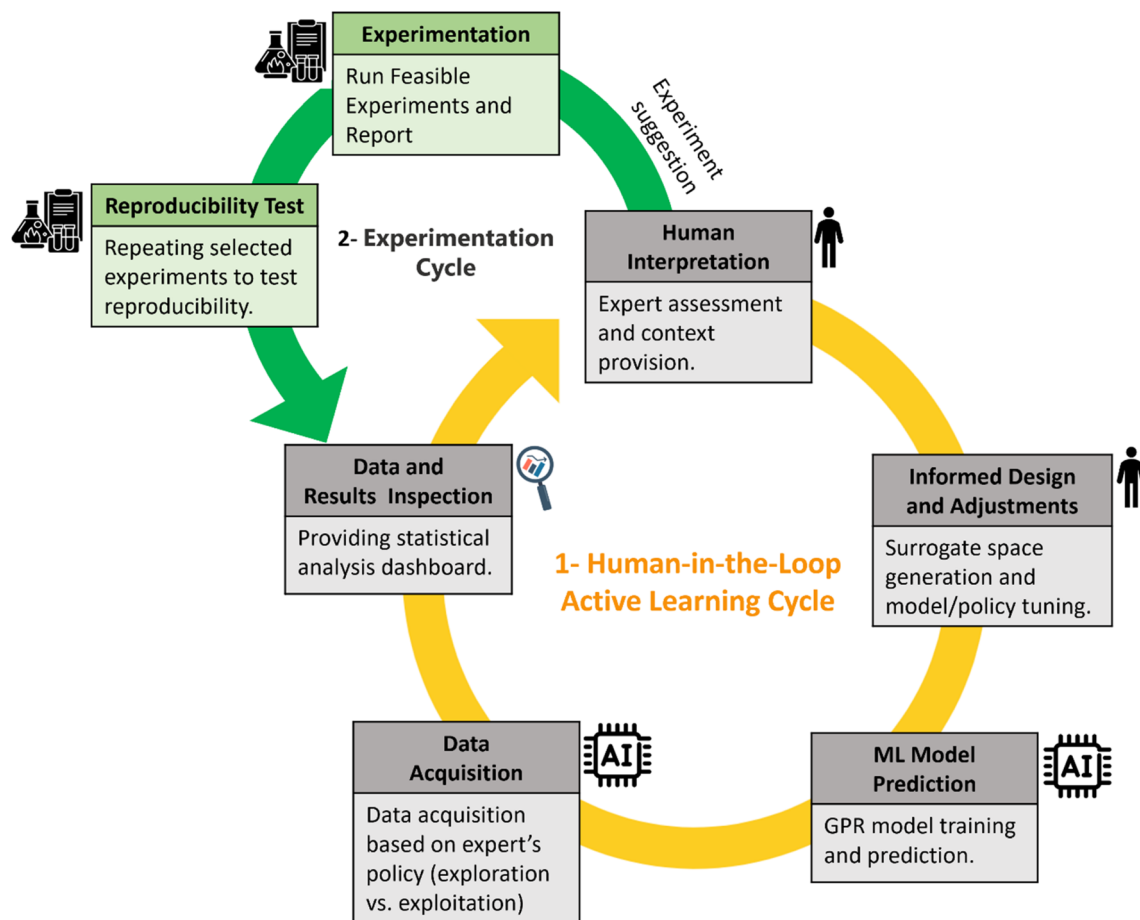 Experimentation
Run Feasible
Experiments and
Report
Experiment
suggestion
Reproducibility Test
Repeating selected
experiments to test
reproducibility.
2- Experimentation
Cycle
Human
Interpretation
Expert assessment
and context
provision.
Data and
Results Inspection
Providing statistical
analysis dashboard.
Informed Design
and Adjustments
Surrogate space
generation and
model/policy tuning.
1- Human-in-the-Loop
Active Learning Cycle
Data
Acquisition
Data acquisition
based on expert's
policy (exploration
vs. exploitation)
AI
ML Model
Prediction
GPR model training
and prediction.
AI